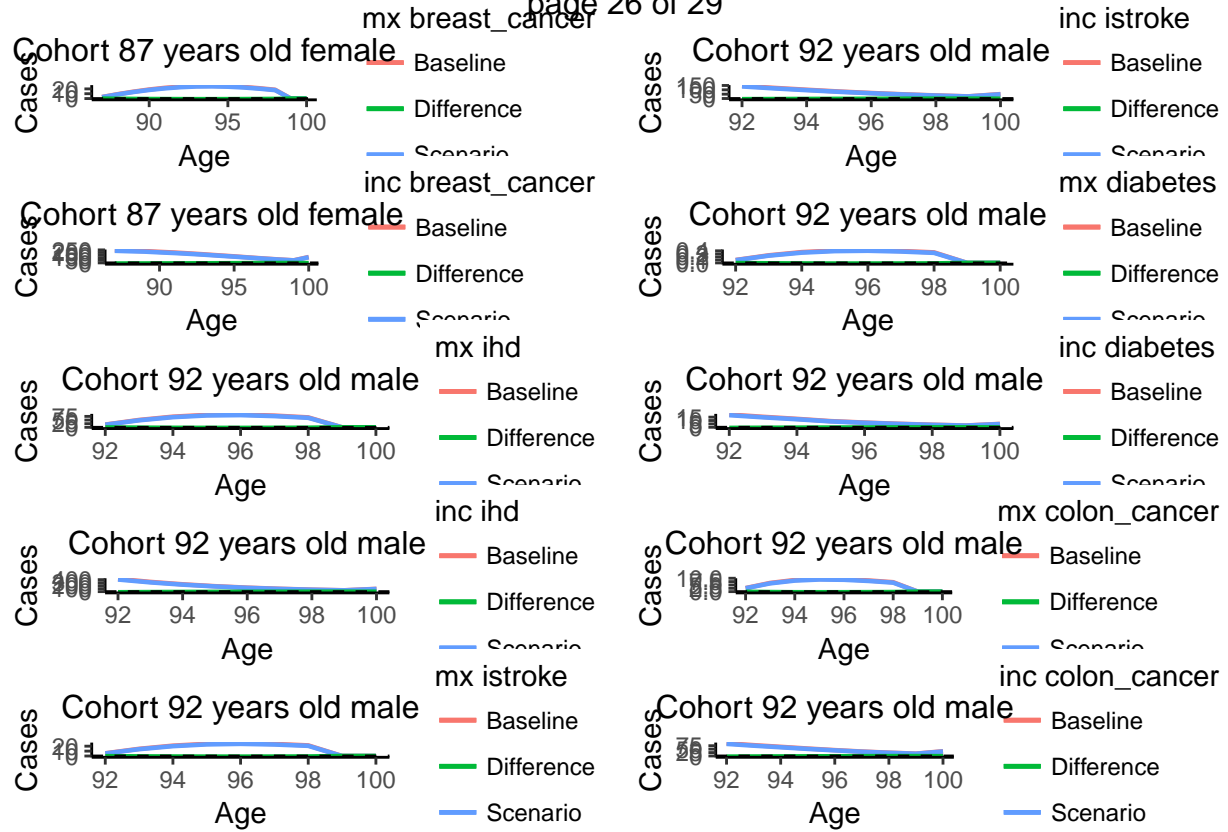 page 26 of 29
mx breast_cancer
Cohort 87 years old female
Baseline
Difference
Scenario
Cases
90 95 100
Age
inc breast_cancer
Cohort 87 years old female
Baseline
Difference
Scenario
Cases
90 95 100
Age
mx ihd
Cohort 92 years old male
Baseline
Difference
Scenario
Cases
92 94 96 98 100
Age
inc ihd
Cohort 92 years old male
Baseline
Difference
Scenario
Cases
92 94 96 98 100
Age
mx istroke
Cohort 92 years old male
Baseline
Difference
Scenario
Cases
92 94 96 98 100
Age
inc istroke
Cohort 92 years old male
Baseline
Difference
Scenario
Cases
92 94 96 98 100
Age
mx diabetes
Cohort 92 years old male
Baseline
Difference
Scenario
Cases
92 94 96 98 100
Age
inc diabetes
Cohort 92 years old male
Baseline
Difference
Scenario
Cases
92 94 96 98 100
Age
mx colon_cancer
Cohort 92 years old male
Baseline
Difference
Scenario
Cases
92 94 96 98 100
Age
inc colon_cancer
Cohort 92 years old male
Baseline
Difference
Scenario
Cases
92 94 96 98 100
Age